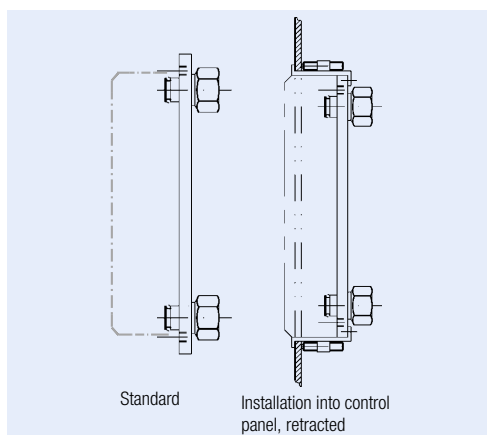 Standard
Installation into control
panel, retracted